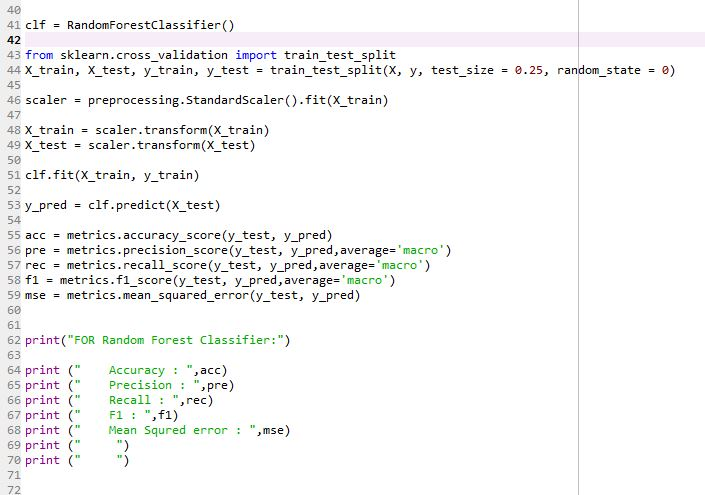 40
41 clf = RandomForestClassifier()
42
43 from sklearn.cross_validation import train_test_split
44 X_train, X_test, y_train, y_test = train_test_split(X, y, test_size = 0.25, random_state = 0)
45
46 scaler = preprocessing.StandardScaler().fit(X_train)
47
48 X_train = scaler.transform(X_train)
49 X_test = scaler.transform(X_test)
50
51 clf.fit(X_train, y_train)
52
53 y_pred = clf.predict(X_test)
54
55 acc = metrics.accuracy_score(y_test, y_pred)
56 pre = metrics.precision_score(y_test, y_pred,average='macro')
57 rec = metrics.recall_score(y_test, y_pred,average='macro')
58 f1 = metrics.f1_score(y_test, y_pred,average='macro')
59 mse = metrics.mean_squared_error(y_test, y_pred)
60
61
62 print("FOR Random Forest Classifier:")
63
64 print ("    Accuracy : ",acc)
65 print ("    Precision : ",pre)
66 print ("    Recall : ",rec)
67 print ("    F1 : ",f1)
68 print ("    Mean Squred error : ",mse)
69 print ("     ")
70 print ("     ")
71
72